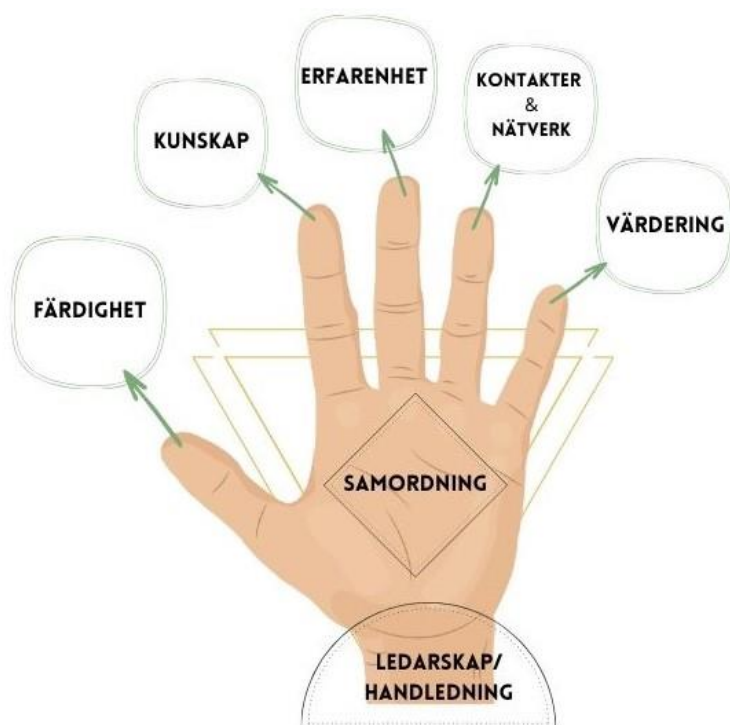 ERFARENHET
KONTAKTER
&
NÄTVERK
KUNSKAP
VÄRDERING
FÄRDIGHET
SAMORDNING
LEDARSKAP/
HANDLEDNING